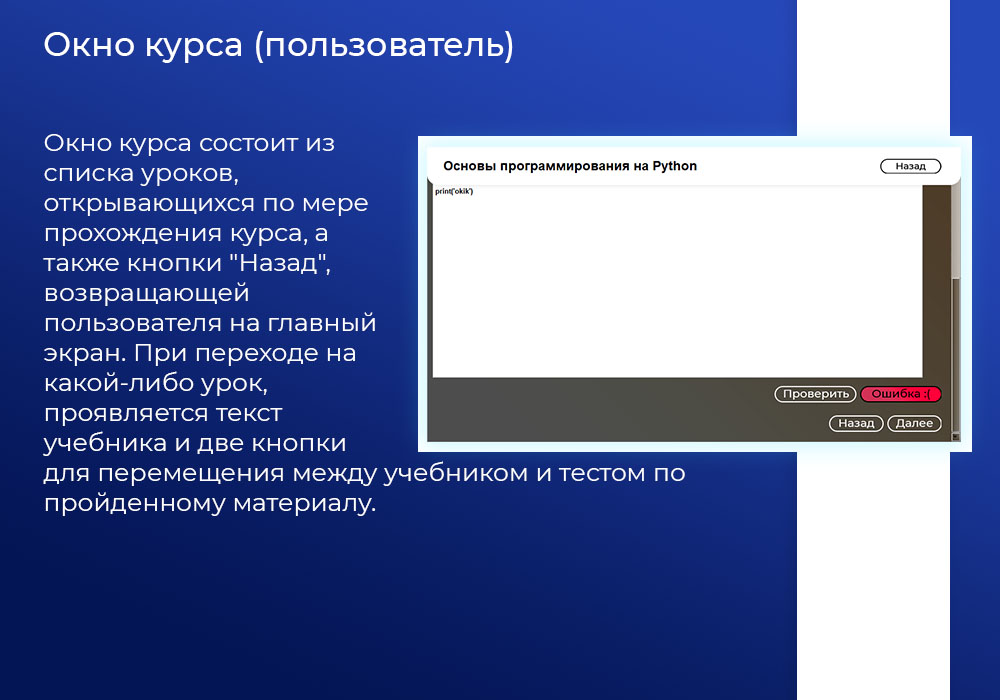 Окно курса (пользователь)
Окно курса состоит из
списка уроков,
открывающихся по мере
прохождения курса, а
также кнопки "Назад",
возвращающей
пользователя на главный
экран. При переходе на
какой-либо урок,
проявляется текст
учебника и две кнопки
для перемещения между учебником и тестом по
пройденному материалу.
Основы программирования на Python
Назад
print('okik')
Проверить
Ошибка :(
Назад
Далее